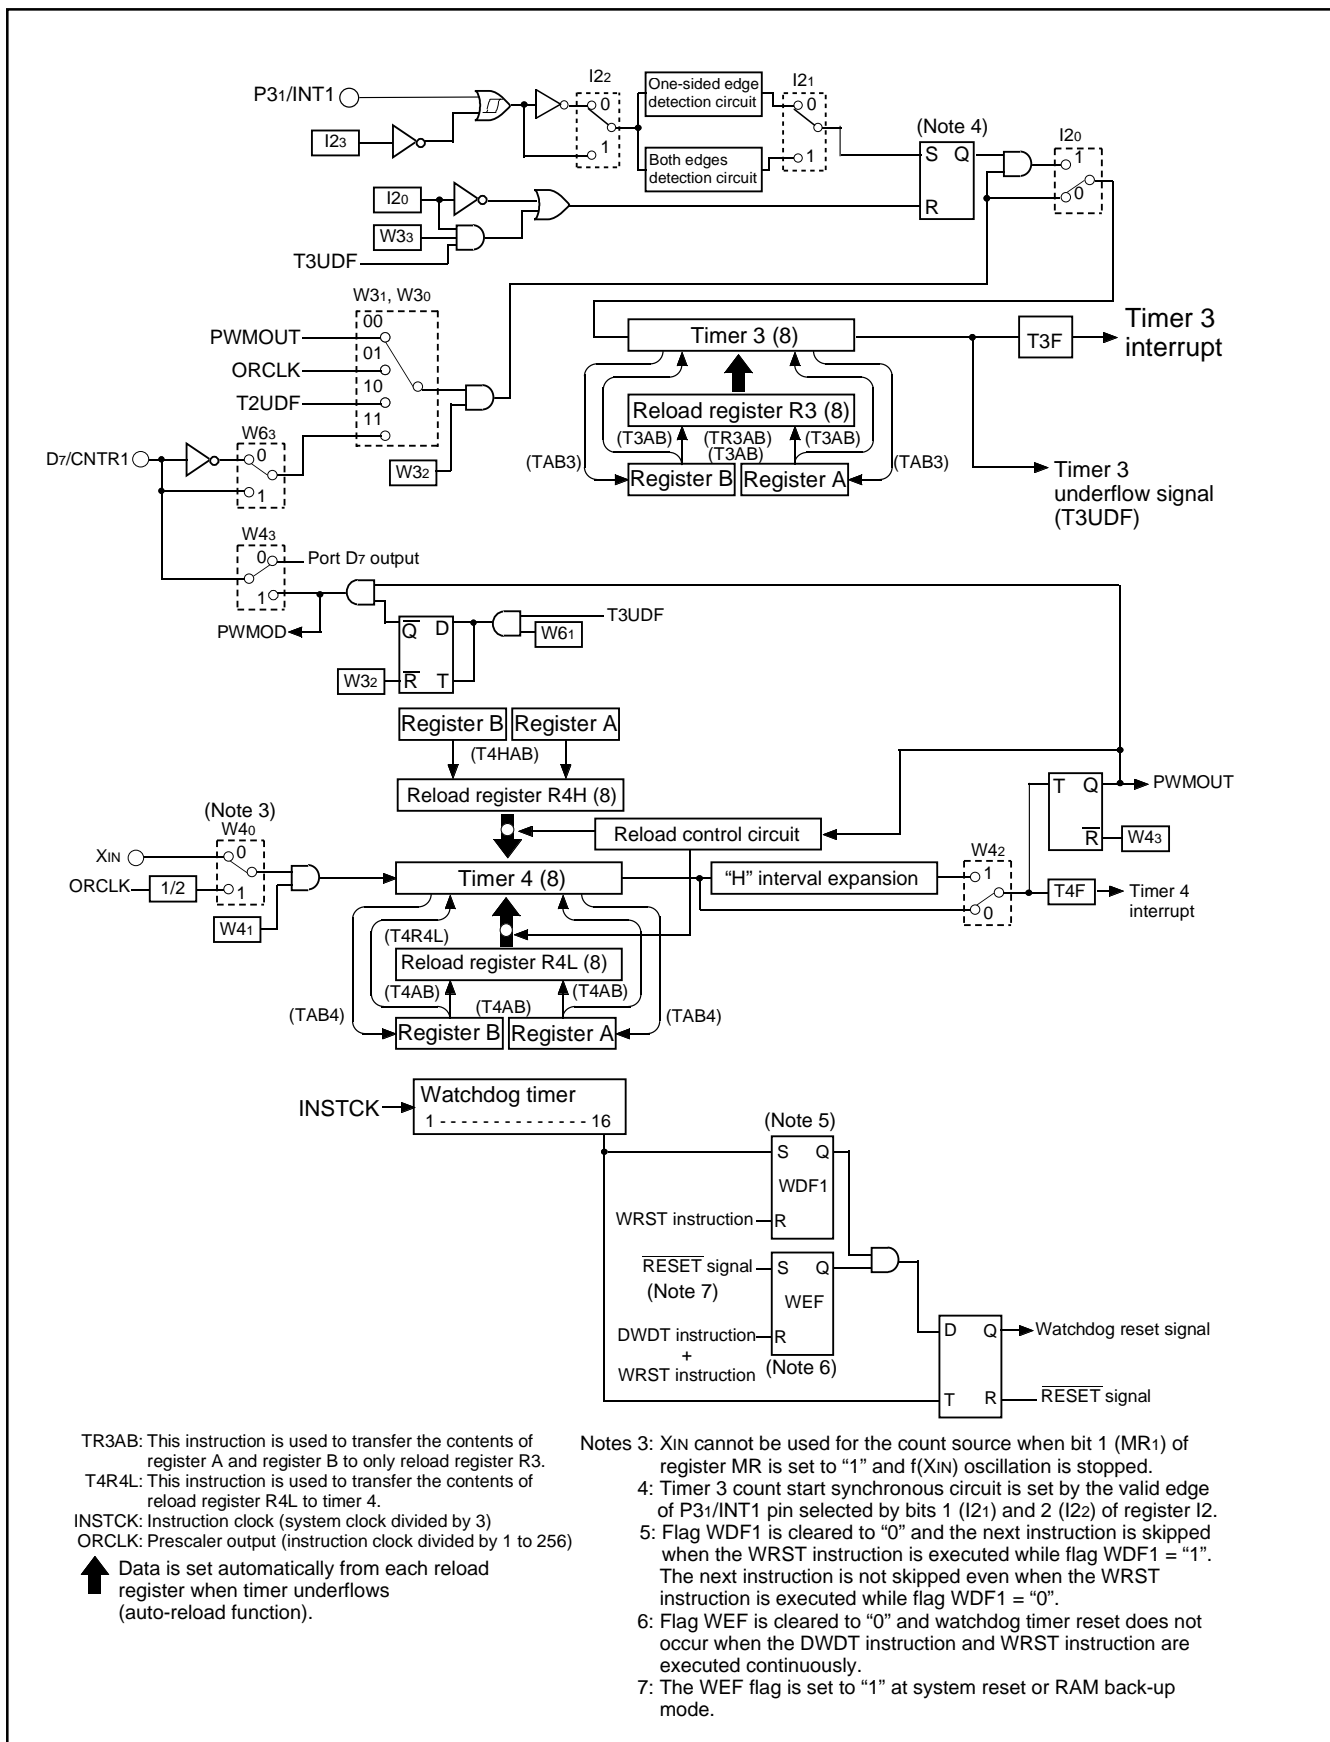 I22
I21
P31/INT1
0
1
One-sided edge
detection circuit
Both edges
detection circuit
0
1
(Note 4)
I20
I23
S Q
R
1
0
I20
W33
T3UDF
W31, W30
PWMOUT
00
ORCLK
01
T2UDF
10
11
W32
Timer 3 (8)
T3F
Timer 3
interrupt
Reload register R3 (8)
(T3AB)
(TR3AB)
(T3AB)
(T3AB)
(TAB3)
(TAB3)
Register B
Register A
Timer 3
underflow signal
(T3UDF)
W63
D7/CNTR1
0
1
W43
0
Port D7 output
1
PWMOD
Q D
R T
T3UDF
W61
W32
Register B
Register A
(T4HAB)
Reload register R4H (8)
Reload control circuit
T Q
R
PWMOUT
W43
(Note 3)
W40
XIN
0
ORCLK
1/2
1
W41
Timer 4 (8)
“H” interval expansion
W42
1
0
T4F
Timer 4
interrupt
(T4R4L)
Reload register R4L (8)
(T4AB)
(T4AB)
(T4AB)
(TAB4)
(TAB4)
Register B
Register A
INSTCK
Watchdog timer
1 - - - - - - - - - - - - - - 16
(Note 5)
S Q
WDF1
WRST instruction
R
RESET signal
(Note 7)
S Q
WEF
DWDT instruction
+
WRST instruction
R
(Note 6)
D Q
Watchdog reset signal
T R
RESET signal
TR3AB: This instruction is used to transfer the contents of
register A and register B to only reload register R3.
T4R4L: This instruction is used to transfer the contents of
reload register R4L to timer 4.
INSTCK: Instruction clock (system clock divided by 3)
ORCLK: Prescaler output (instruction clock divided by 1 to 256)
Data is set automatically from each reload
register when timer underflows
(auto-reload function).
Notes 3: XIN cannot be used for the count source when bit 1 (MR1) of
register MR is set to “1” and f(XIN) oscillation is stopped.
4: Timer 3 count start synchronous circuit is set by the valid edge
of P31/INT1 pin selected by bits 1 (I21) and 2 (I22) of register I2.
5: Flag WDF1 is cleared to “0” and the next instruction is skipped
when the WRST instruction is executed while flag WDF1 = “1”.
The next instruction is not skipped even when the WRST
instruction is executed while flag WDF1 = “0”.
6: Flag WEF is cleared to “0” and watchdog timer reset does not
occur when the DWDT instruction and WRST instruction are
executed continuously.
7: The WEF flag is set to “1” at system reset or RAM back-up
mode.